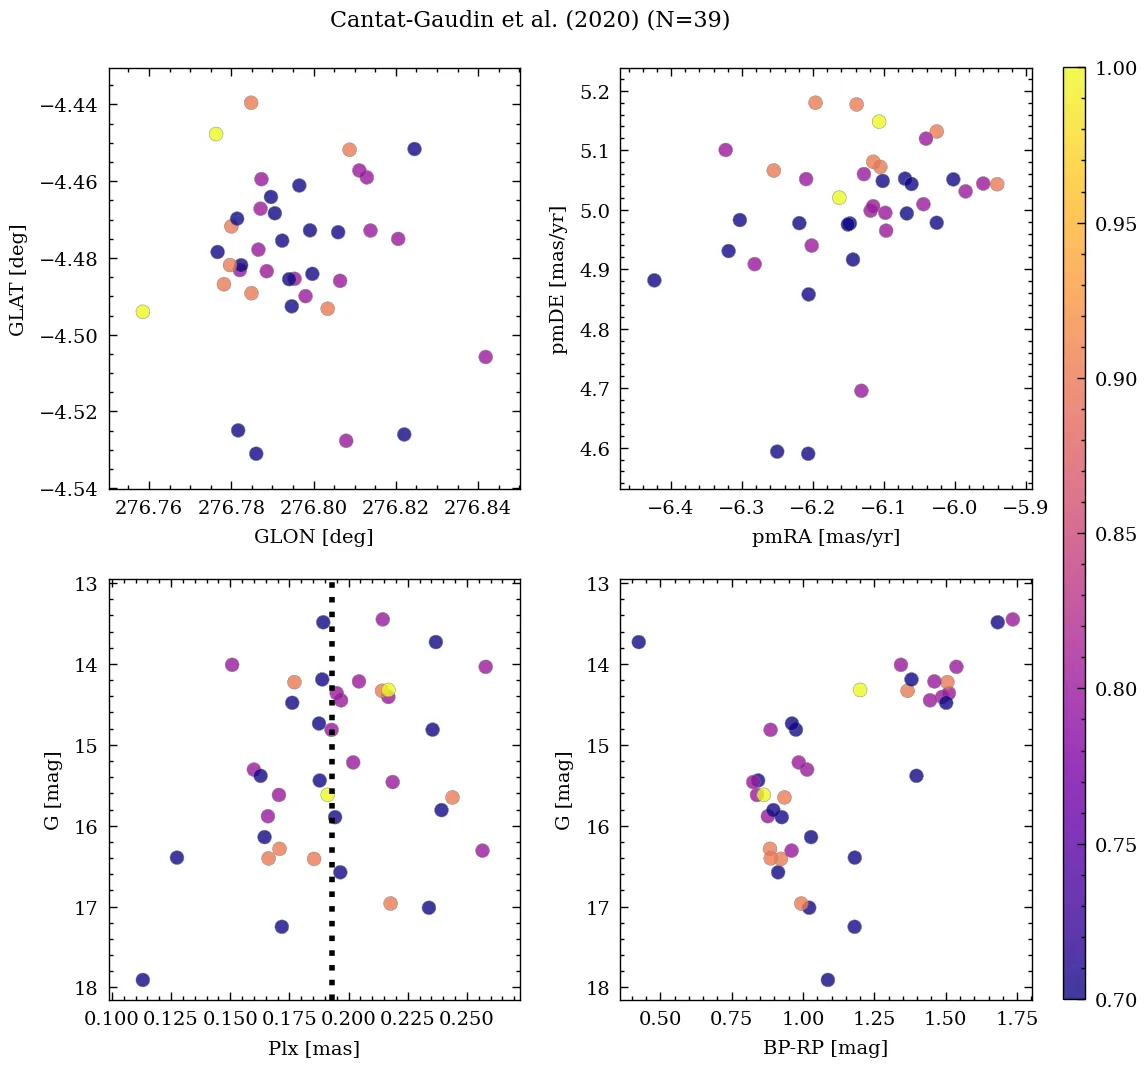 Cantat-Gaudin et al. (2020) (N=39)
−4.44
−4.46
−4.48
−4.50
−4.52
−4.54
GLAT [deg]
276.76 276.78 276.80 276.82 276.84
GLON [deg]
5.2
5.1
5.0
4.9
4.8
4.7
4.6
pmDE [mas/yr]
−6.4 −6.3 −6.2 −6.1 −6.0 −5.9
pmRA [mas/yr]
13
14
15
16
17
18
G [mag]
0.100 0.125 0.150 0.175 0.200 0.225 0.250
Plx [mas]
13
14
15
16
17
18
G [mag]
0.50 0.75 1.00 1.25 1.50 1.75
BP-RP [mag]
1.00
0.95
0.90
0.85
0.80
0.75
0.70